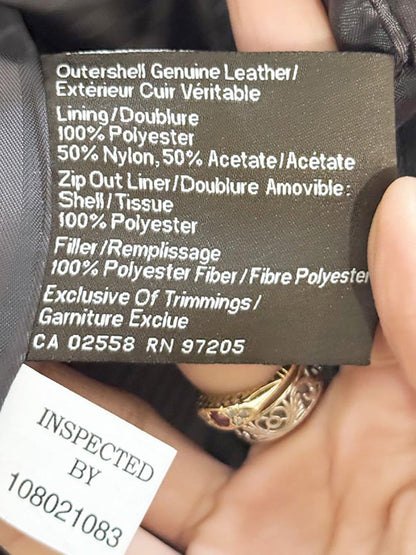 Outershell Genuine Leather/
Extérieur Cuir Véritable
Lining/Doublure
100% Polyester
50% Nylon, 50% Acetate/Acétate
Zip Out Liner/Doublure Amovible:
Shell/Tissue
100% Polyester
Filler/Remplissage
100% Polyester Fiber/Fibre Polyester
Exclusive Of Trimmings/
Garniture Exclue
CA 02558 RN 97205
INSPECTED
BY
108021083